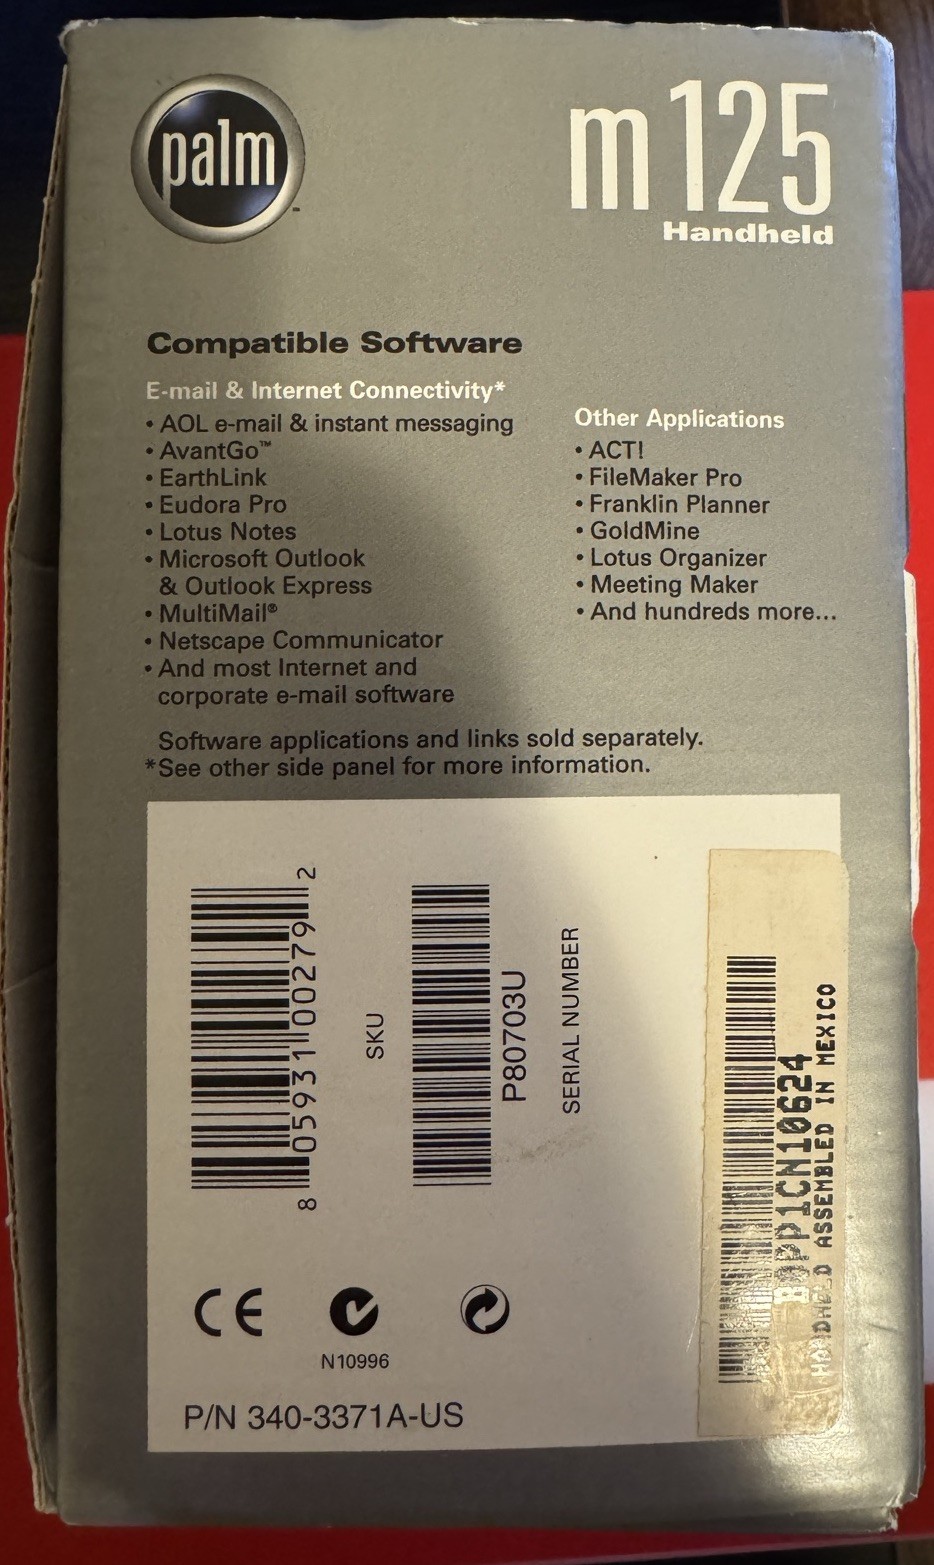 palm
m125
Handheld
Compatible Software
E-mail & Internet Connectivity*
• AOL e-mail & instant messaging
• AvantGo™
• EarthLink
• Eudora Pro
• Lotus Notes
• Microsoft Outlook
& Outlook Express
• MultiMail®
• Netscape Communicator
• And most Internet and
corporate e-mail software
Other Applications
• ACT!
• FileMaker Pro
• Franklin Planner
• GoldMine
• Lotus Organizer
• Meeting Maker
• And hundreds more...
Software applications and links sold separately.
*See other side panel for more information.
8 05931 00279 2
SKU
P80703U
SERIAL NUMBER
ASSEMBLED IN MEXICO
CE
N10996
P/N 340-3371A-US